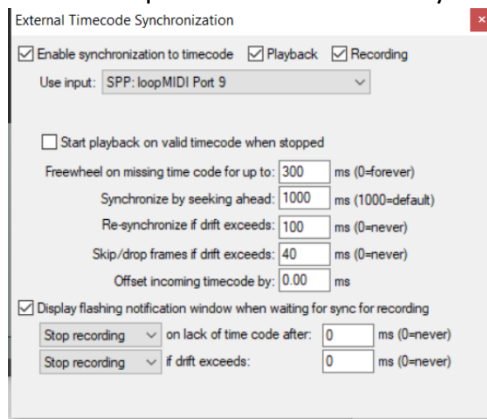 External Timecode Synchronization
Enable synchronization to timecode Playback Recording
Use input: SPP: loopMIDI Port 9
Start playback on valid timecode when stopped
Freewheel on missing time code for up to: 300 ms (0=forever)
Synchronize by seeking ahead: 1000 ms (1000=default)
Re-synchronize if drift exceeds: 100 ms (0=never)
Skip/drop frames if drift exceeds: 40 ms (0=never)
Offset incoming timecode by: 0.00 ms
Display flashing notification window when waiting for sync for recording
Stop recording on lack of time code after: 0 ms (0=never)
Stop recording if drift exceeds: 0 ms (0=never)